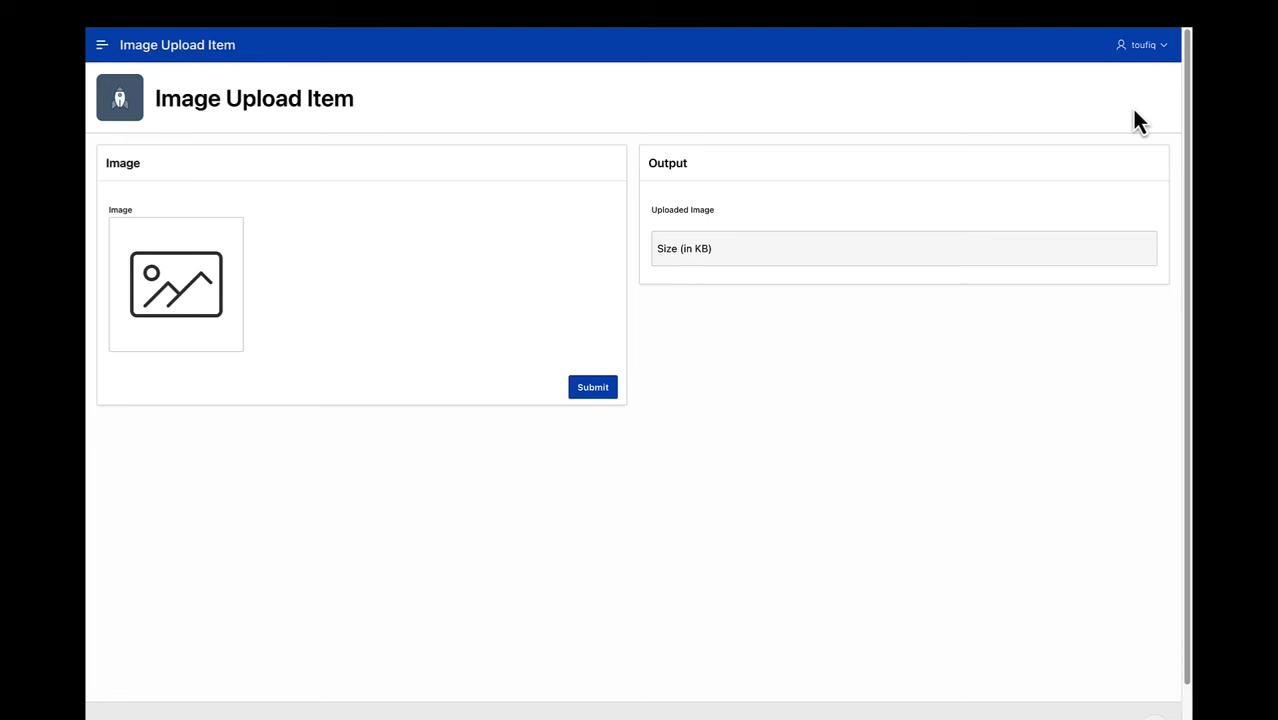 Image Upload Item
toufiq
Image Upload Item
Image
Image
Submit
Output
Uploaded Image
Size (in KB)